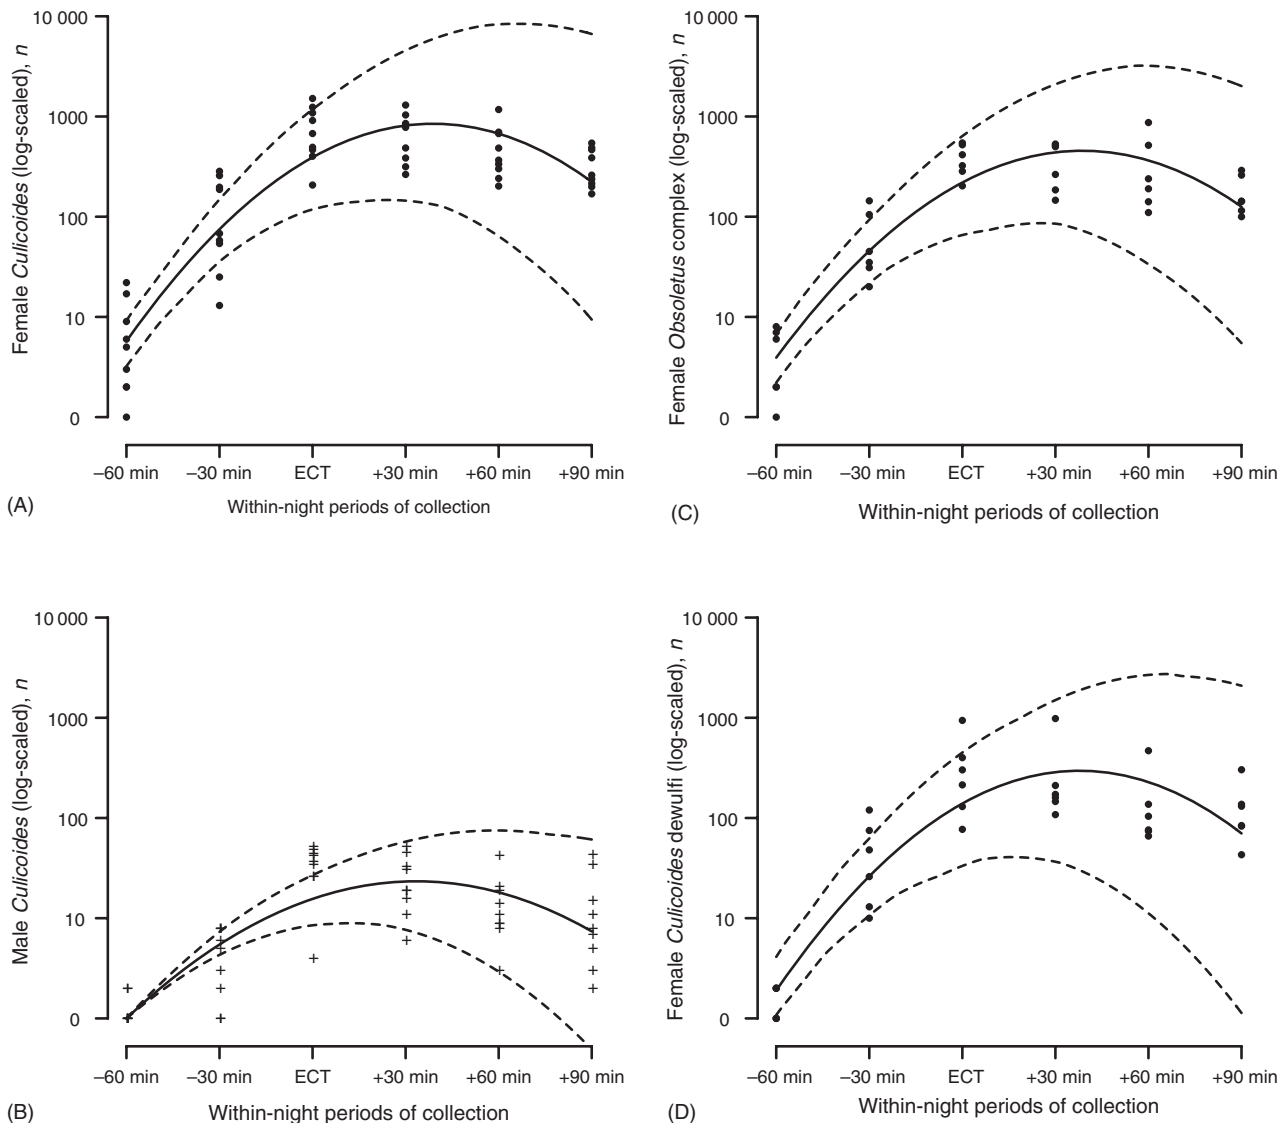 10 000
1000
100
10
0
Female Culicoides (log-scaled), n
–60 min –30 min ECT +30 min +60 min +90 min
Within-night periods of collection
(A)
10 000
1000
100
10
0
Female Obsoletus complex (log-scaled), n
–60 min –30 min ECT +30 min +60 min +90 min
Within-night periods of collection
(C)
10 000
1000
100
10
0
Male Culicoides (log-scaled), n
–60 min –30 min ECT +30 min +60 min +90 min
Within-night periods of collection
(B)
10 000
1000
100
10
0
Female Culicoides dewulfi (log-scaled), n
–60 min –30 min ECT +30 min +60 min +90 min
Within-night periods of collection
(D)